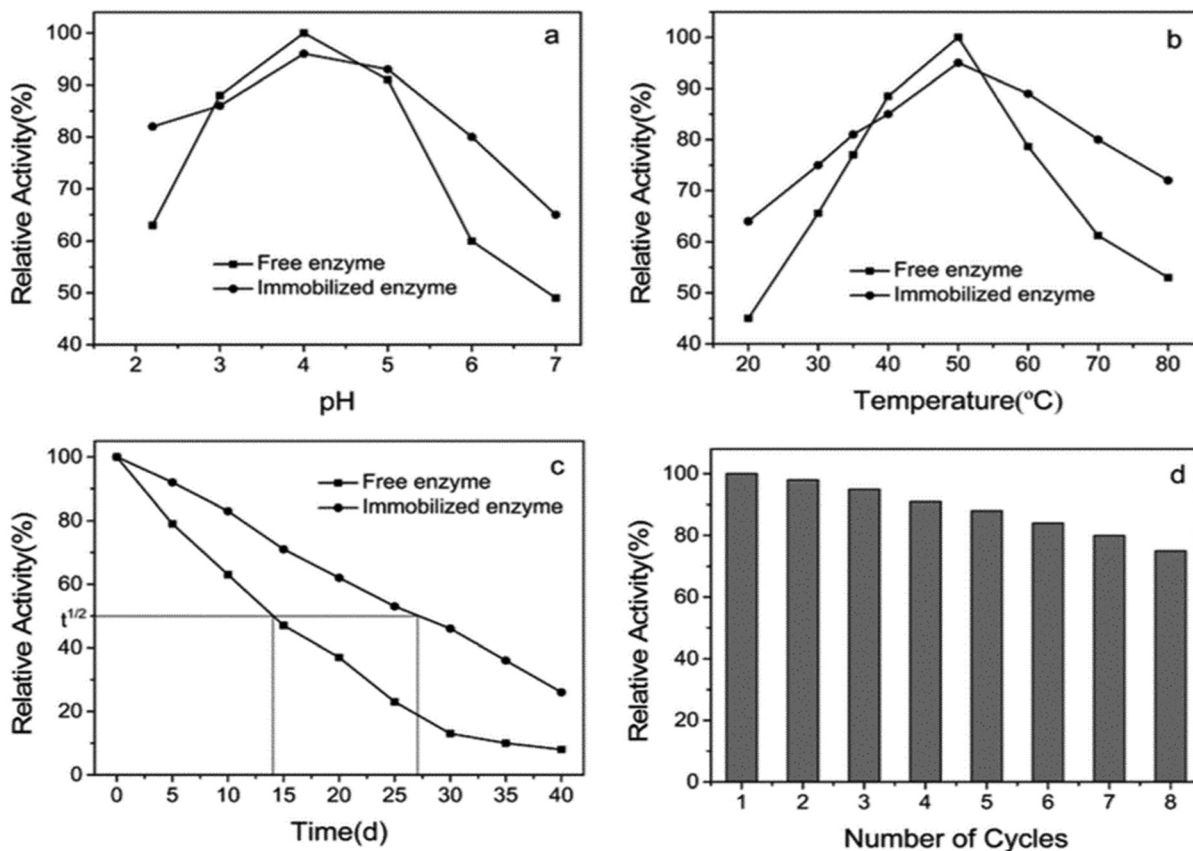 a
Relative Activity(%)
100
90
80
70
60
50
40
Free enzyme
Immobilized enzyme
2 3 4 5 6 7
pH
b
Relative Activity(%)
100
90
80
70
60
50
40
Free enzyme
Immobilized enzyme
20 30 40 50 60 70 80
Temperature(ºC)
c
Relative Activity(%)
100
80
60
t1/2
40
20
0
Free enzyme
Immobilized enzyme
0 5 10 15 20 25 30 35 40
Time(d)
d
Relative Activity(%)
100
80
60
40
20
0
1 2 3 4 5 6 7 8
Number of Cycles